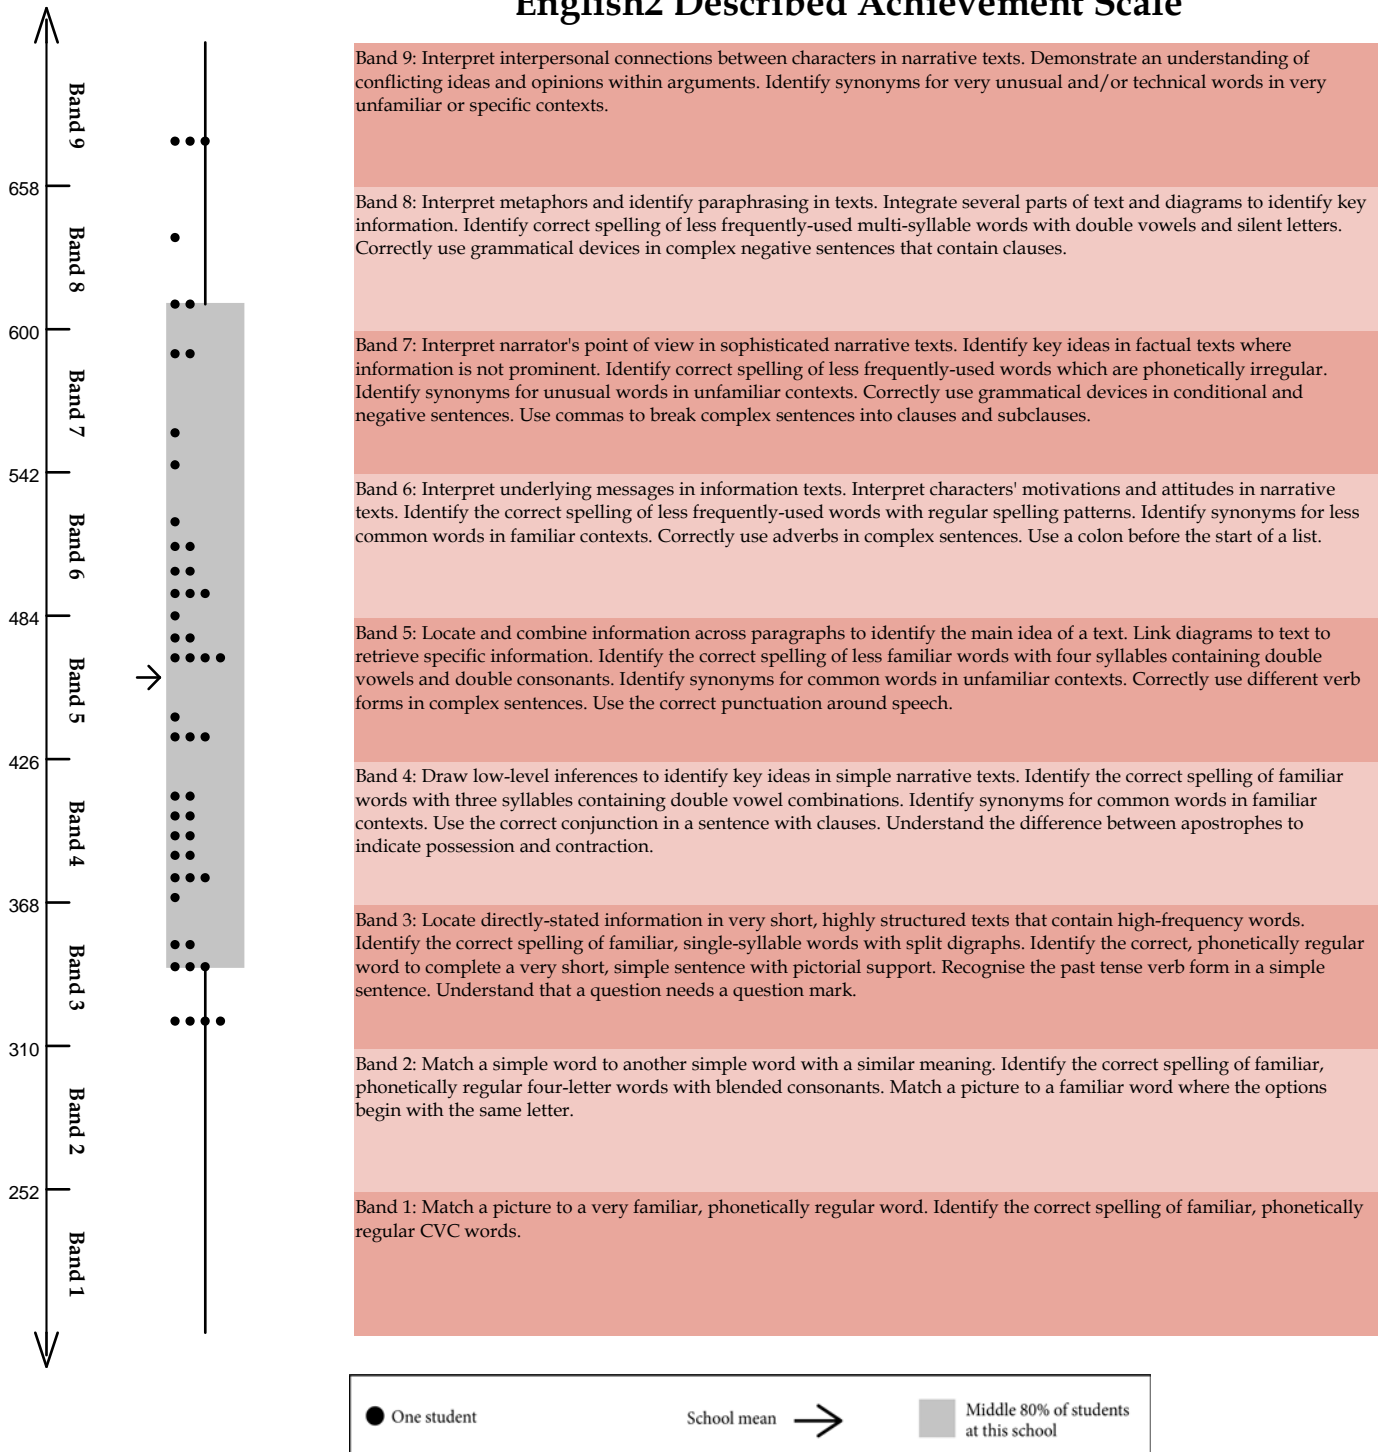 English2 Described Achievement Scale
Band 9: Interpret interpersonal connections between characters in narrative texts. Demonstrate an understanding of
conflicting ideas and opinions within arguments. Identify synonyms for very unusual and/or technical words in very
unfamiliar or specific contexts.
Band 9
658
Band 8: Interpret metaphors and identify paraphrasing in texts. Integrate several parts of text and diagrams to identify key
information. Identify correct spelling of less frequently-used multi-syllable words with double vowels and silent letters.
Correctly use grammatical devices in complex negative sentences that contain clauses.
Band 8
600
Band 7: Interpret narrator's point of view in sophisticated narrative texts. Identify key ideas in factual texts where
information is not prominent. Identify correct spelling of less frequently-used words which are phonetically irregular.
Identify synonyms for unusual words in unfamiliar contexts. Correctly use grammatical devices in conditional and
negative sentences. Use commas to break complex sentences into clauses and subclauses.
Band 7
542
Band 6: Interpret underlying messages in information texts. Interpret characters' motivations and attitudes in narrative
texts. Identify the correct spelling of less frequently-used words with regular spelling patterns. Identify synonyms for less
common words in familiar contexts. Correctly use adverbs in complex sentences. Use a colon before the start of a list.
Band 6
484
Band 5: Locate and combine information across paragraphs to identify the main idea of a text. Link diagrams to text to
retrieve specific information. Identify the correct spelling of less familiar words with four syllables containing double
vowels and double consonants. Identify synonyms for common words in unfamiliar contexts. Correctly use different verb
forms in complex sentences. Use the correct punctuation around speech.
Band 5
426
Band 4: Draw low-level inferences to identify key ideas in simple narrative texts. Identify the correct spelling of familiar
words with three syllables containing double vowel combinations. Identify synonyms for common words in familiar
contexts. Use the correct conjunction in a sentence with clauses. Understand the difference between apostrophes to
indicate possession and contraction.
Band 4
368
Band 3: Locate directly-stated information in very short, highly structured texts that contain high-frequency words.
Identify the correct spelling of familiar, single-syllable words with split digraphs. Identify the correct, phonetically regular
word to complete a very short, simple sentence with pictorial support. Recognise the past tense verb form in a simple
sentence. Understand that a question needs a question mark.
Band 3
310
Band 2: Match a simple word to another simple word with a similar meaning. Identify the correct spelling of familiar,
phonetically regular four-letter words with blended consonants. Match a picture to a familiar word where the options
begin with the same letter.
Band 2
252
Band 1: Match a picture to a very familiar, phonetically regular word. Identify the correct spelling of familiar, phonetically
regular CVC words.
Band 1
One student
School mean
Middle 80% of students
at this school